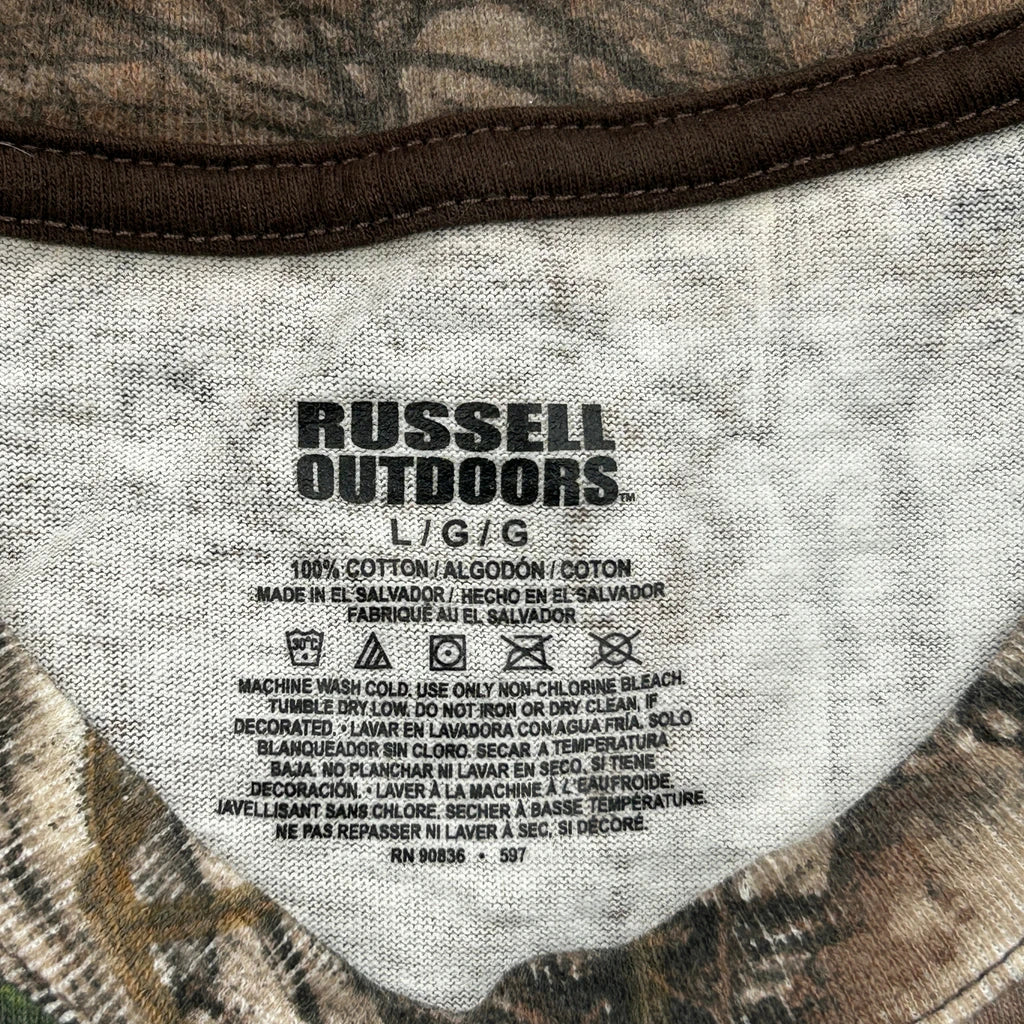 RUSSELL
OUTDOORS™
L / G / G
100% COTTON / ALGODÓN / COTON
MADE IN EL SALVADOR / HECHO EN EL SALVADOR
FABRIQUÉ AU EL SALVADOR
30°C
MACHINE WASH COLD. USE ONLY NON-CHLORINE BLEACH.
TUMBLE DRY LOW. DO NOT IRON OR DRY CLEAN, IF
DECORATED. • LAVAR EN LAVADORA CON AGUA FRÍA. SOLO
BLANQUEADOR SIN CLORO. SECAR A TEMPERATURA
BAJA. NO PLANCHAR NI LAVAR EN SECO, SI TIENE
DECORACIÓN. • LAVER À LA MACHINE À L'EAU FROIDE.
JAVELLISANT SANS CHLORE. SECHER À BASSE TEMPÉRATURE.
NE PAS REPASSER NI LAVER À SEC, SI DÉCORÉ.
RN 90836 • 597